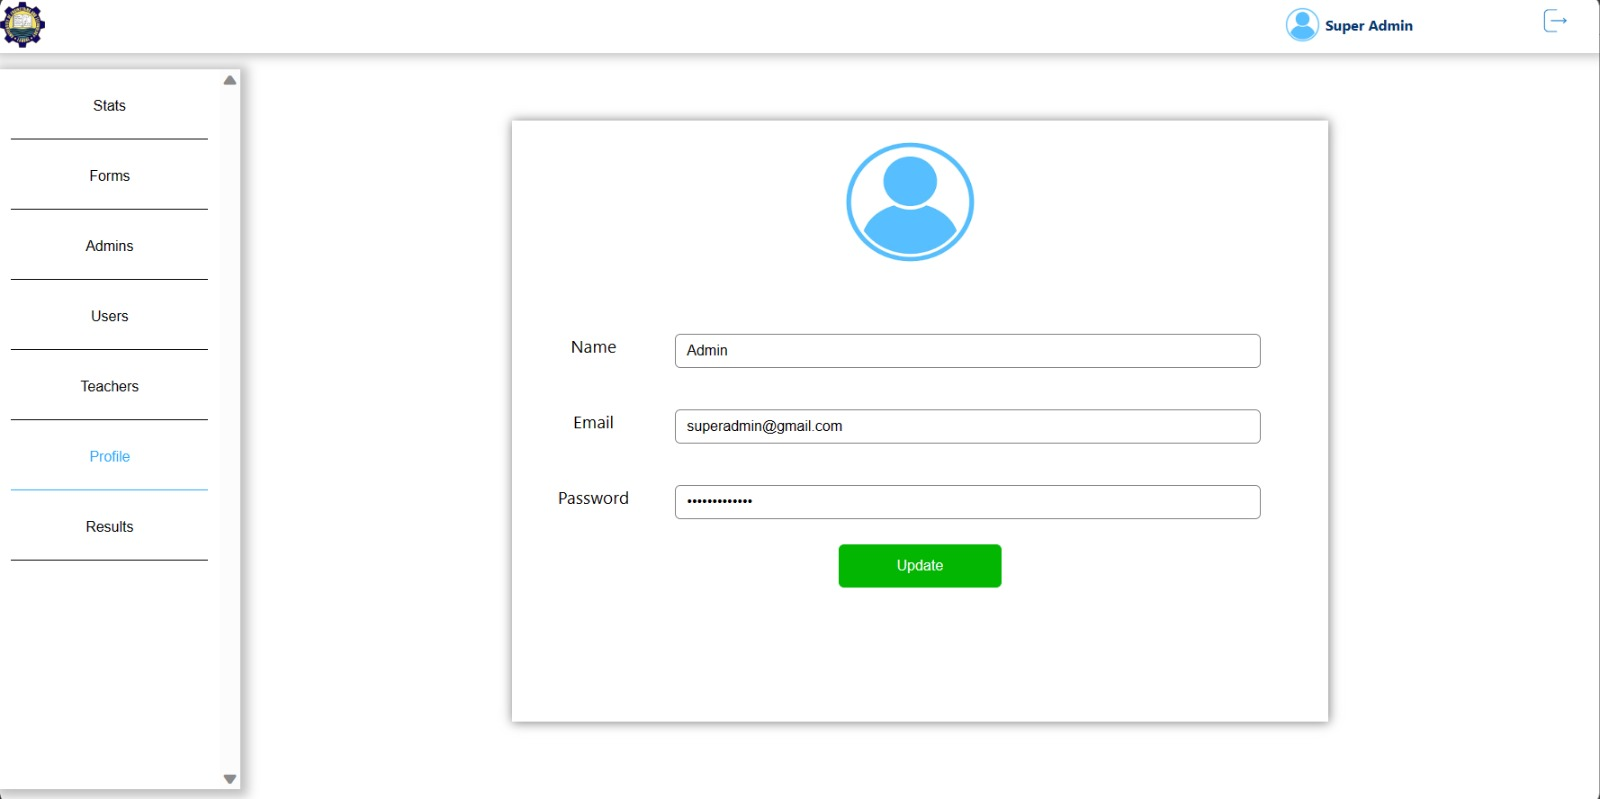 Super Admin
Stats
Forms
Admins
Users
Teachers
Profile
Results
Name
Admin
Email
superadmin@gmail.com
Password
•••••••••••••
Update